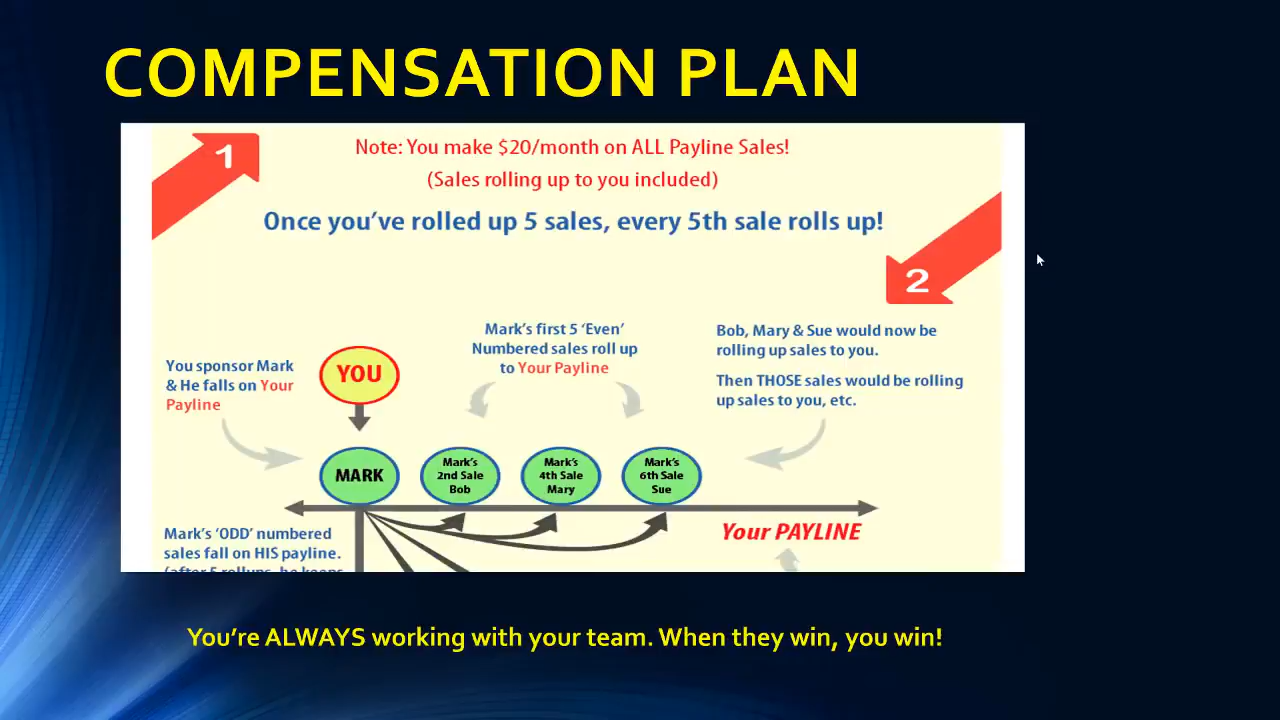 COMPENSATION PLAN
1
Note: You make $20/month on ALL Payline Sales!
(Sales rolling up to you included)
Once you've rolled up 5 sales, every 5th sale rolls up!
2
You sponsor Mark
& He falls on Your
Payline
YOU
Mark's first 5 ‘Even’
Numbered sales roll up
to Your Payline
Bob, Mary & Sue would now be
rolling up sales to you.
Then THOSE sales would be rolling
up sales to you, etc.
MARK
Mark's
2nd Sale
Bob
Mark's
4th Sale
Mary
Mark's
6th Sale
Sue
Your PAYLINE
Mark's ‘ODD’ numbered
sales fall on HIS payline.
(after 5 rollups, he keeps
You're ALWAYS working with your team. When they win, you win!